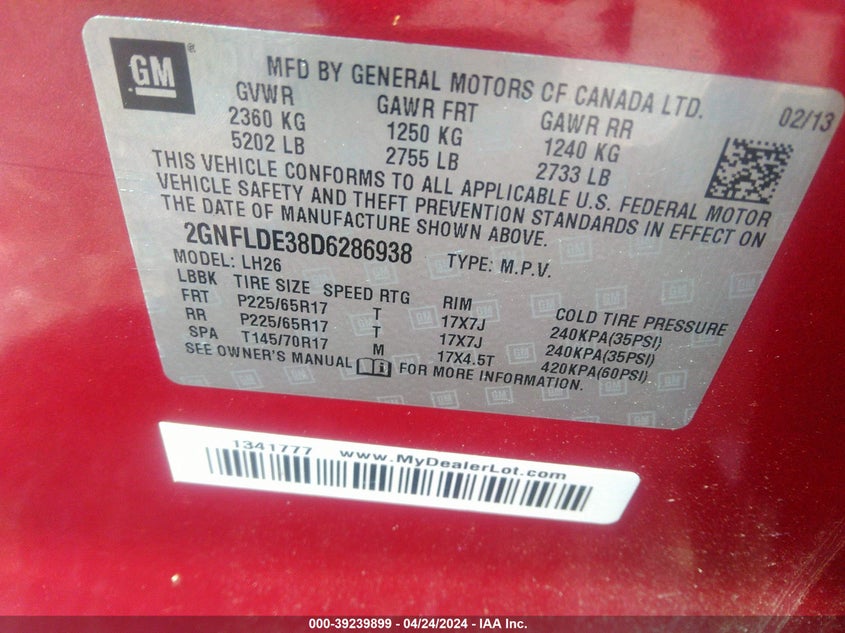 GM ®
MFD BY GENERAL MOTORS OF CANADA LTD.
02/13
GVWR GAWR FRT GAWR RR
2360 KG 1250 KG 1240 KG
5202 LB 2755 LB 2733 LB
THIS VEHICLE CONFORMS TO ALL APPLICABLE U.S. FEDERAL MOTOR
VEHICLE SAFETY AND THEFT PREVENTION STANDARDS IN EFFECT ON
THE DATE OF MANUFACTURE SHOWN ABOVE.
2GNFLDE38D6286938 TYPE: M.P.V.
MODEL: LH26
LBBK TIRE SIZE SPEED RTG RIM COLD TIRE PRESSURE
FRT P225/65R17 T 17X7J 240KPA(35PSI)
RR P225/65R17 T 17X7J 240KPA(35PSI)
SPA T145/70R17 M 17X4.5T 420KPA(60PSI)
SEE OWNER'S MANUAL FOR MORE INFORMATION.
1341777 www.MyDealerLot.com
000-39239899 - 04/24/2024 - IAA Inc.